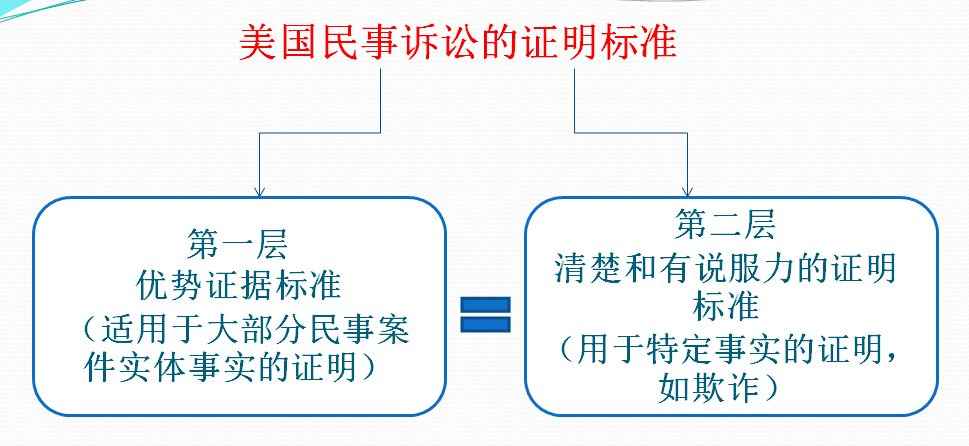 美国民事诉讼的证明标准
第一层
优势证据标准
（适用于大部分民事案
件实体事实的证明）
第二层
清楚和有说服力的证明
标准
（用于特定事实的证明，
如欺诈）